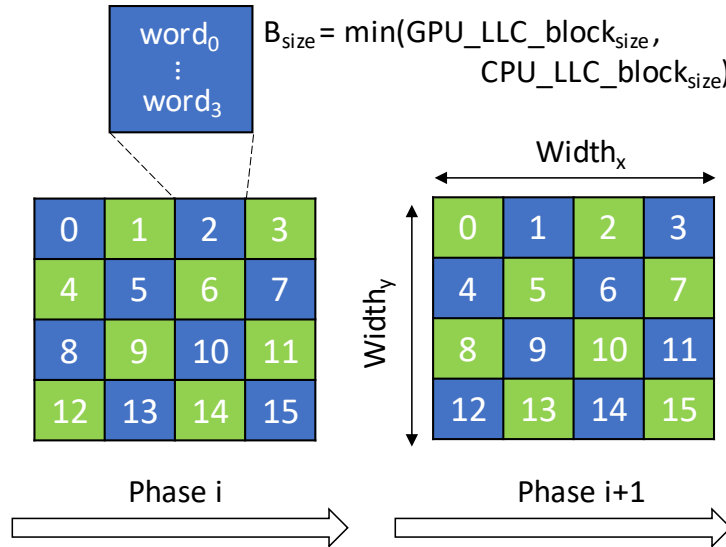 word0
⋮
word3
Bsize = min(GPU_LLC_blocksize,
CPU_LLC_blocksize)
0 1 2 3
4 5 6 7
8 9 10 11
12 13 14 15
Phase i
Widthx
Widthy
0 1 2 3
4 5 6 7
8 9 10 11
12 13 14 15
Phase i+1